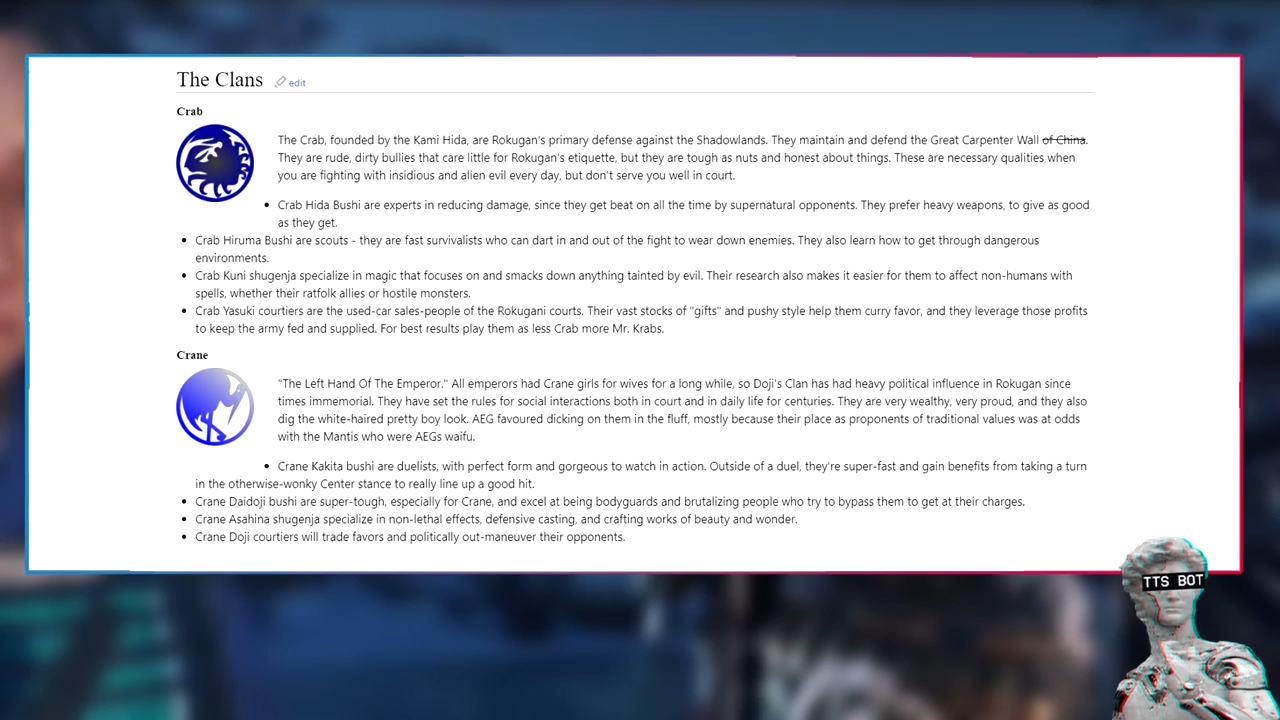 The Clans edit
Crab
The Crab, founded by the Kami Hida, are Rokugan's primary defense against the Shadowlands. They maintain and defend the Great Carpenter Wall of China.
They are rude, dirty bullies that care little for Rokugan's etiquette, but they are tough as nuts and honest about things. These are necessary qualities when
you are fighting with insidious and alien evil every day, but don't serve you well in court.
• Crab Hida Bushi are experts in reducing damage, since they get beat on all the time by supernatural opponents. They prefer heavy weapons, to give as good
as they get.
• Crab Hiruma Bushi are scouts - they are fast survivalists who can dart in and out of the fight to wear down enemies. They also learn how to get through dangerous
environments.
• Crab Kuni shugenja specialize in magic that focuses on and smacks down anything tainted by evil. Their research also makes it easier for them to affect non-humans with
spells, whether their ratfolk allies or hostile monsters.
• Crab Yasuki courtiers are the used-car sales-people of the Rokugani courts. Their vast stocks of "gifts" and pushy style help them curry favor, and they leverage those profits
to keep the army fed and supplied. For best results play them as less Crab more Mr. Krabs.
Crane
"The Left Hand Of The Emperor." All emperors had Crane girls for wives for a long while, so Doji's Clan has had heavy political influence in Rokugan since
times immemorial. They have set the rules for social interactions both in court and in daily life for centuries. They are very wealthy, very proud, and they also
dig the white-haired pretty boy look. AEG favoured dicking on them in the fluff, mostly because their place as proponents of traditional values was at odds
with the Mantis who were AEGs waifu.
• Crane Kakita bushi are duelists, with perfect form and gorgeous to watch in action. Outside of a duel, they're super-fast and gain benefits from taking a turn
in the otherwise-wonky Center stance to really line up a good hit.
• Crane Daidoji bushi are super-tough, especially for Crane, and excel at being bodyguards and brutalizing people who try to bypass them to get at their charges.
• Crane Asahina shugenja specialize in non-lethal effects, defensive casting, and crafting works of beauty and wonder.
• Crane Doji courtiers will trade favors and politically out-maneuver their opponents.
TTS BOT